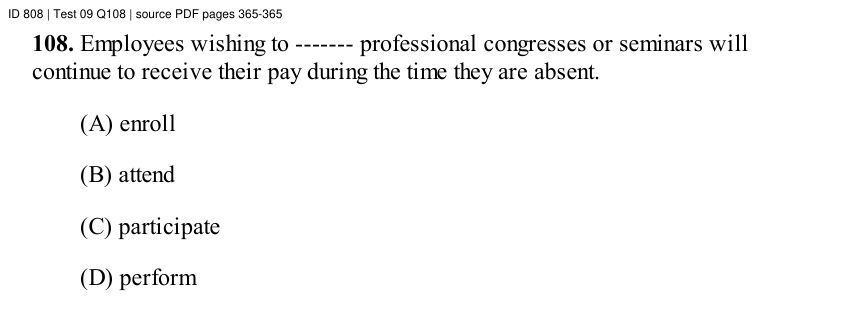 ID 808 | Test 09 Q108 | source PDF pages 365-365
108. Employees wishing to ------- professional congresses or seminars will
continue to receive their pay during the time they are absent.
(A) enroll
(B) attend
(C) participate
(D) perform